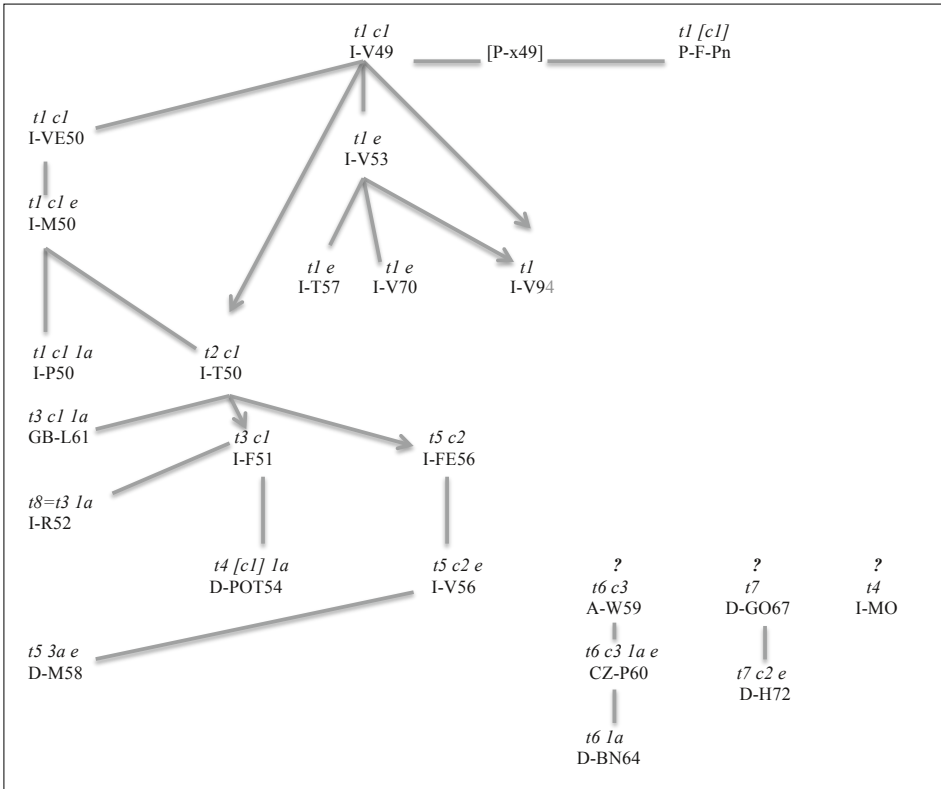 t1 c1
I-V49
[P-x49]
t1 [c1]
P-F-Pn
t1 c1
I-VE50
t1 e
I-V53
t1 c1 e
I-M50
t1 e
I-T57
t1 e
I-V70
t1
I-V94
t1 c1 1a
I-P50
t2 c1
I-T50
t3 c1 1a
GB-L61
t3 c1
I-F51
t5 c2
I-FE56
t8=t3 1a
I-R52
t4 [c1] 1a
D-POT54
t5 c2 e
I-V56
?
t6 c3
A-W59
?
t7
D-GO67
?
t4
I-MO
t5 3a e
D-M58
t6 c3 1a e
CZ-P60
t7 c2 e
D-H72
t6 1a
D-BN64